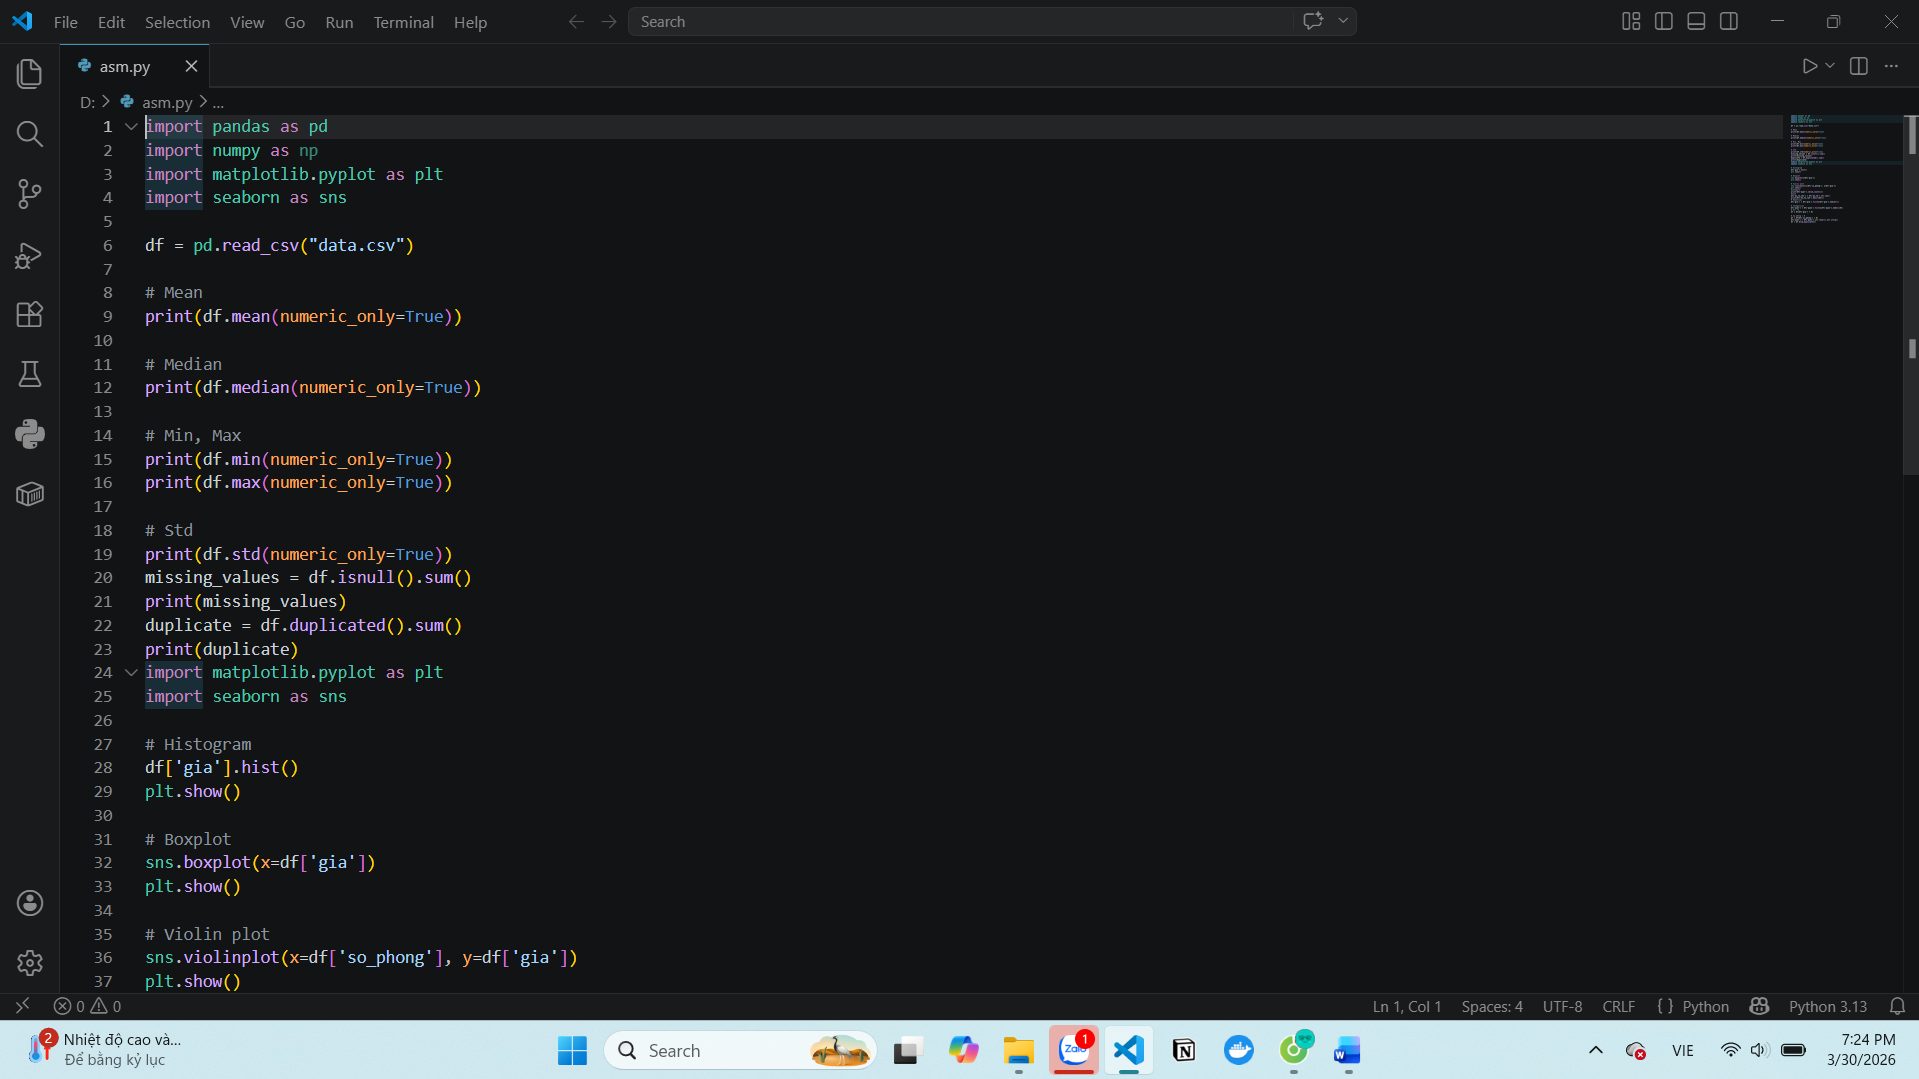 File Edit Selection View Go Run Terminal Help
Search
asm.py
D: > asm.py > ...
1 import pandas as pd
2 import numpy as np
3 import matplotlib.pyplot as plt
4 import seaborn as sns
5
6 df = pd.read_csv("data.csv")
7
8 # Mean
9 print(df.mean(numeric_only=True))
10
11 # Median
12 print(df.median(numeric_only=True))
13
14 # Min, Max
15 print(df.min(numeric_only=True))
16 print(df.max(numeric_only=True))
17
18 # Std
19 print(df.std(numeric_only=True))
20 missing_values = df.isnull().sum()
21 print(missing_values)
22 duplicate = df.duplicated().sum()
23 print(duplicate)
24 import matplotlib.pyplot as plt
25 import seaborn as sns
26
27 # Histogram
28 df['gia'].hist()
29 plt.show()
30
31 # Boxplot
32 sns.boxplot(x=df['gia'])
33 plt.show()
34
35 # Violin plot
36 sns.violinplot(x=df['so_phong'], y=df['gia'])
37 plt.show()
0 0 Ln 1, Col 1 Spaces: 4 UTF-8 CRLF {} Python Python 3.13
2 Nhiệt độ cao và...
Để bằng kỷ lục
Search
Zalo 1
VIE
7:24 PM
3/30/2026